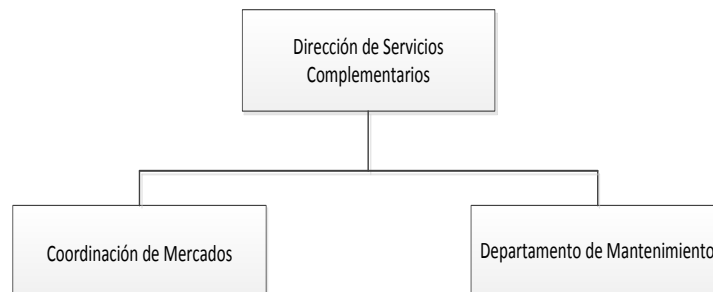 Dirección de Servicios
Complementarios
Coordinación de Mercados
Departamento de Mantenimiento